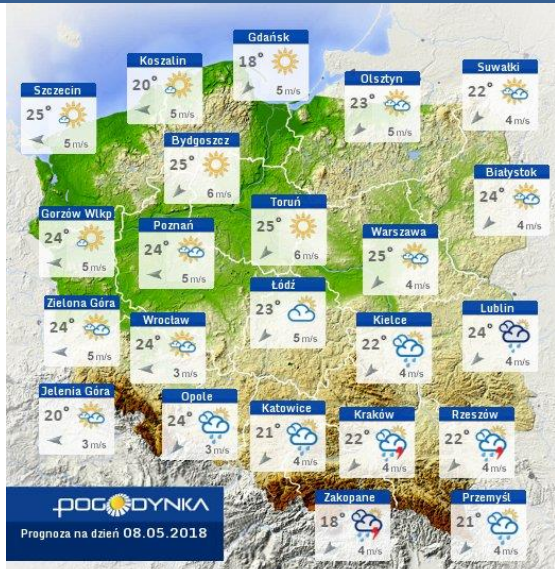 Gdańsk
18°
5 m/s
Koszalin
20°
5 m/s
Suwałki
22°
4 m/s
Olsztyn
23°
5 m/s
Szczecin
25°
5 m/s
Bydgoszcz
25°
6 m/s
Białystok
24°
4 m/s
Toruń
25°
6 m/s
Gorzów Wlkp
24°
5 m/s
Poznań
24°
5 m/s
Warszawa
25°
4 m/s
Łódź
23°
5 m/s
Zielona Góra
24°
5 m/s
Wrocław
24°
3 m/s
Kielce
22°
4 m/s
Lublin
24°
4 m/s
Jelenia Góra
20°
3 m/s
Opole
24°
3 m/s
Katowice
21°
4 m/s
Kraków
22°
4 m/s
Rzeszów
22°
4 m/s
Zakopane
18°
4 m/s
Przemyśl
21°
4 m/s
POGODYNKA
Prognoza na dzień 08.05.2018